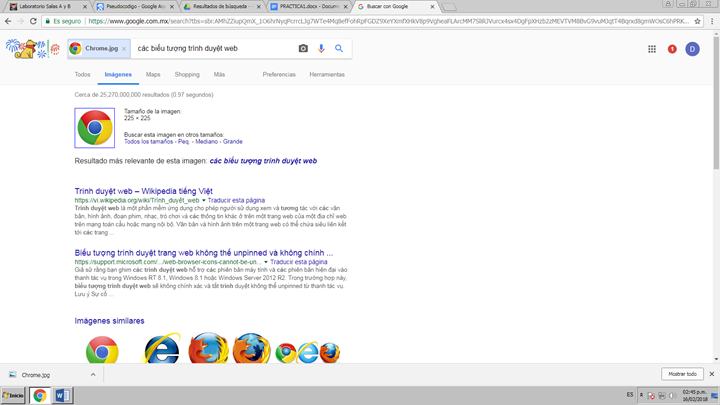 Laboratorio Salas A y B
Pseudocodigo - Google A
Resultados de búsqueda
PRACTICA1.docx - Docum
Buscar con Google
Es seguro
https://www.google.com.mx/search?tbs=sbi:
Chrome.jpg
các biểu tượng trình duyệt web
1
D
Todos
Imágenes
Maps
Shopping
Más
Preferencias
Herramientas
Cerca de 25,270,000,000 resultados (0.97 segundos)
Tamaño de la imagen:
225 × 225
Buscar esta imagen en otros tamaños:
Todos los tamaños - Peq. - Mediano - Grande
Resultado más relevante de esta imagen: các biểu tượng trình duyệt web
Trình duyệt web – Wikipedia tiếng Việt
https://vi.wikipedia.org/wiki/Trình_duyệt_web ▾ Traducir esta página
Trình duyệt web là một phần mềm ứng dụng cho phép người sử dụng xem và tương tác với các văn
bản, hình ảnh, đoạn phim, nhạc, trò chơi và các thông tin khác ở trên một trang web của một địa chỉ web
trên mạng toàn cầu hoặc mạng nội bộ. Văn bản và hình ảnh trên một trang web có thể chứa siêu liên kết
tới các trang ...
Biểu tượng trình duyệt trang web không thể unpinned và không chính ...
https://support.microsoft.com/.../web-browser-icons-cannot-be-un... ▾ Traducir esta página
Giả sử rằng bạn ghim các trình duyệt web hỗ trợ các phiên bản máy tính và các phiên bản hiện đại vào
thanh tác vụ trong Windows RT 8.1, Windows 8.1 hoặc Windows Server 2012 R2. Trong trường hợp này,
biểu tượng trình duyệt web sẽ không chính xác và tắt trình duyệt không thể unpinned từ thanh tác vụ.
Lưu ý Sự cố ...
Imágenes similares
Chrome.jpg
Mostrar todo
Inicio
ES
02:45 p.m.
16/02/2018